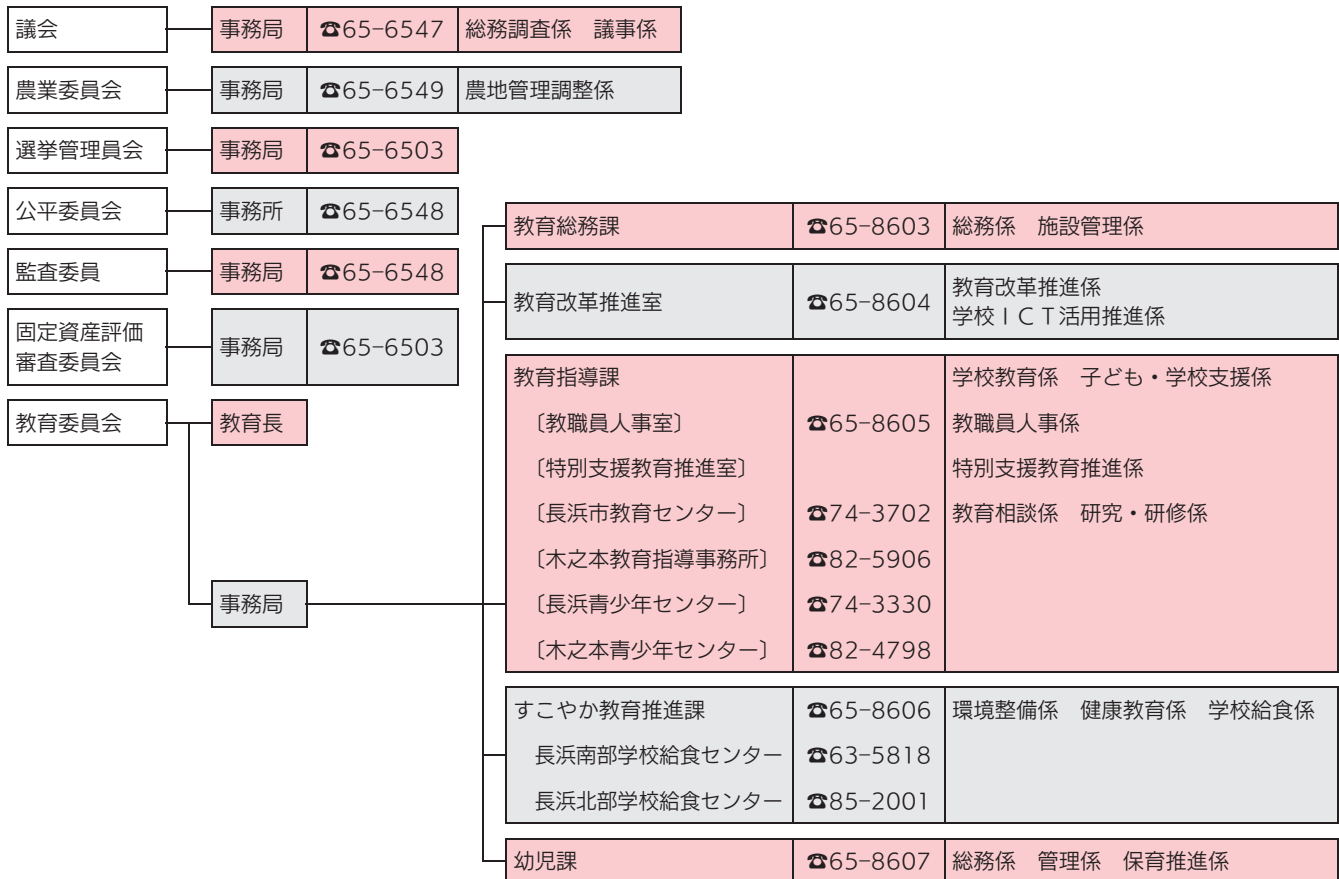 議会 事務局 ☎65-6547 総務調査係 議事係
農業委員会 事務局 ☎65-6549 農地管理調整係
選挙管理員会 事務局 ☎65-6503
公平委員会 事務所 ☎65-6548
監査委員 事務局 ☎65-6548
固定資産評価
審査委員会 事務局 ☎65-6503
教育委員会 教育長
事務局
教育総務課 ☎65-8603 総務係 施設管理係
教育改革推進室 ☎65-8604 教育改革推進係
学校ＩＣＴ活用推進係
教育指導課 学校教育係 子ども・学校支援係
〔教職員人事室〕 ☎65-8605 教職員人事係
〔特別支援教育推進室〕 特別支援教育推進係
〔長浜市教育センター〕 ☎74-3702 教育相談係 研究・研修係
〔木之本教育指導事務所〕 ☎82-5906
〔長浜青少年センター〕 ☎74-3330
〔木之本青少年センター〕 ☎82-4798
すこやか教育推進課 ☎65-8606 環境整備係 健康教育係 学校給食係
長浜南部学校給食センター ☎63-5818
長浜北部学校給食センター ☎85-2001
幼児課 ☎65-8607 総務係 管理係 保育推進係